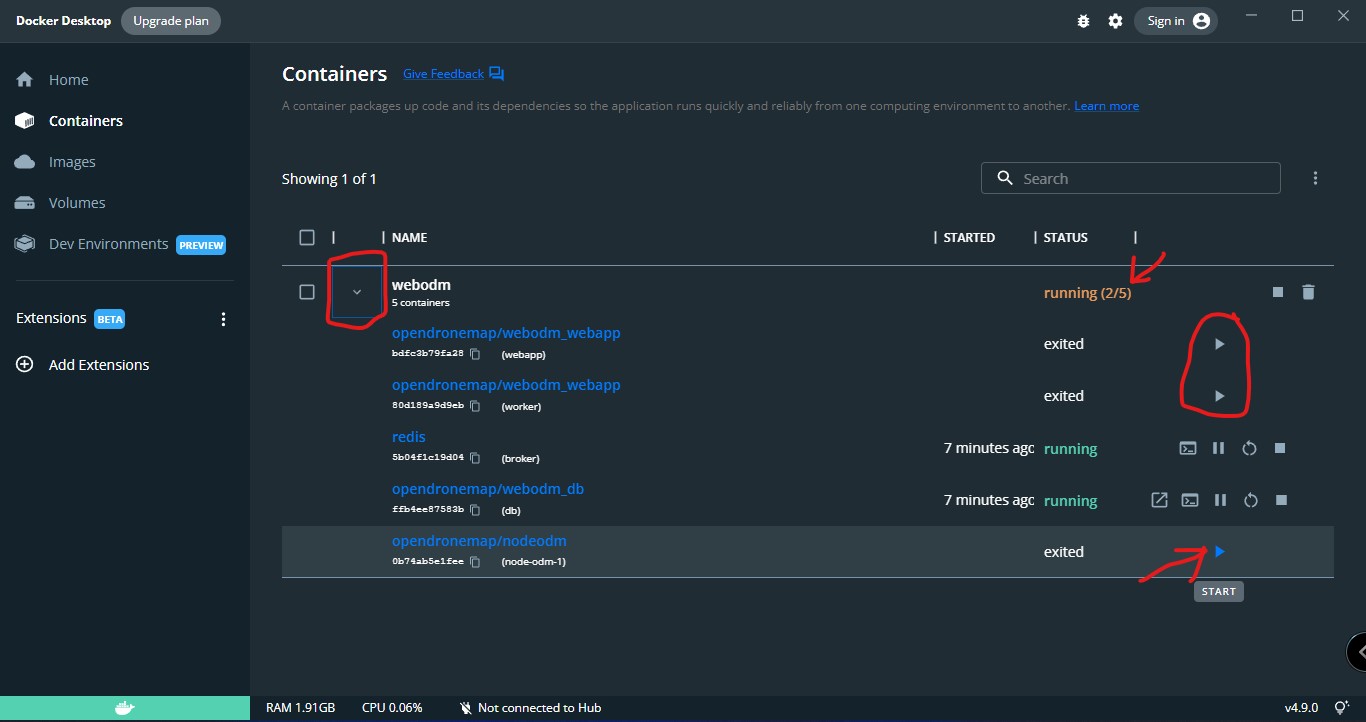 Docker Desktop Upgrade plan Sign in
Home
Containers
Images
Volumes
Dev Environments PREVIEW
Extensions BETA
Add Extensions
Containers Give Feedback
A container packages up code and its dependencies so the application runs quickly and reliably from one computing environment to another. Learn more
Showing 1 of 1 Search
NAME STARTED STATUS
webodm running (2/5)
5 containers
opendronemap/webodm_webapp exited
bdfc3b79fa28 (webapp)
opendronemap/webodm_webapp exited
80d189a9d9eb (worker)
redis 7 minutes ago running
5b04f1c19d04 (broker)
opendronemap/webodm_db 7 minutes ago running
ffb4ee87583b (db)
opendronemap/nodeodm exited
0b74ab5e1fee (node-odm-1)
START
RAM 1.91GB CPU 0.06% Not connected to Hub v4.9.0